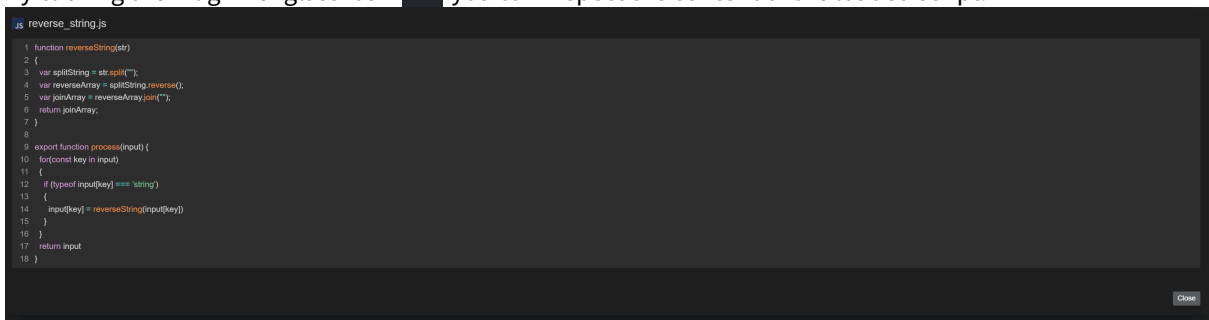 JS reverse_string.js
1 function reverseString(str)
2 {
3 var splitString = str.split("");
4 var reverseArray = splitString.reverse();
5 var joinArray = reverseArray.join("");
6 return joinArray;
7 }
8
9 export function process(input) {
10 for(const key in input)
11 {
12 if (typeof input[key] === 'string')
13 {
14 input[key] = reverseString(input[key])
15 }
16 }
17 return input
18 }
Close